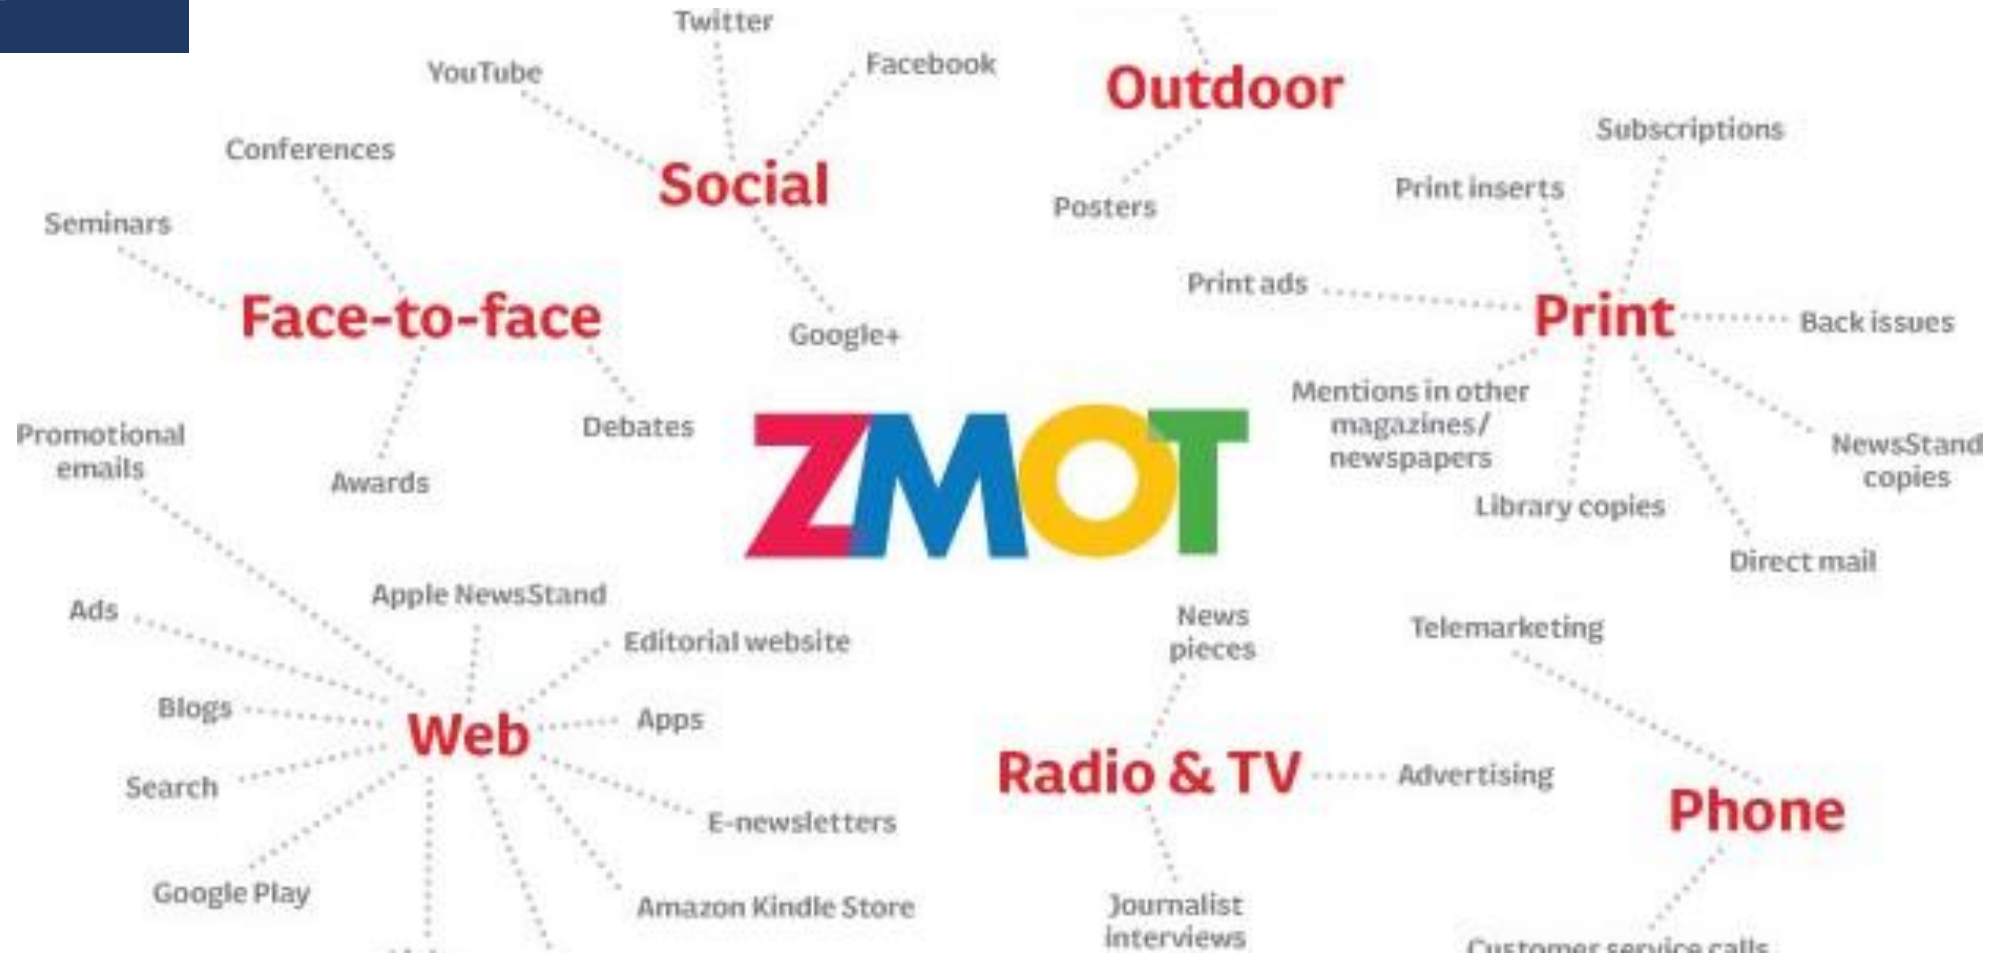 Twitter
YouTube
Facebook
Outdoor
Subscriptions
Conferences
Social
Print inserts
Posters
Seminars
Print ads
Face-to-face
Print
Back issues
Google+
Mentions in other
magazines/
newspapers
Debates
Promotional
emails
Awards
ZMOT
NewsStand
copies
Library copies
Direct mail
Apple NewsStand
Ads
Editorial website
News
pieces
Telemarketing
Blogs
Apps
Web
Search
Radio & TV
Advertising
Phone
E-newsletters
Google Play
Amazon Kindle Store
Journalist
interviews
Customer service calls